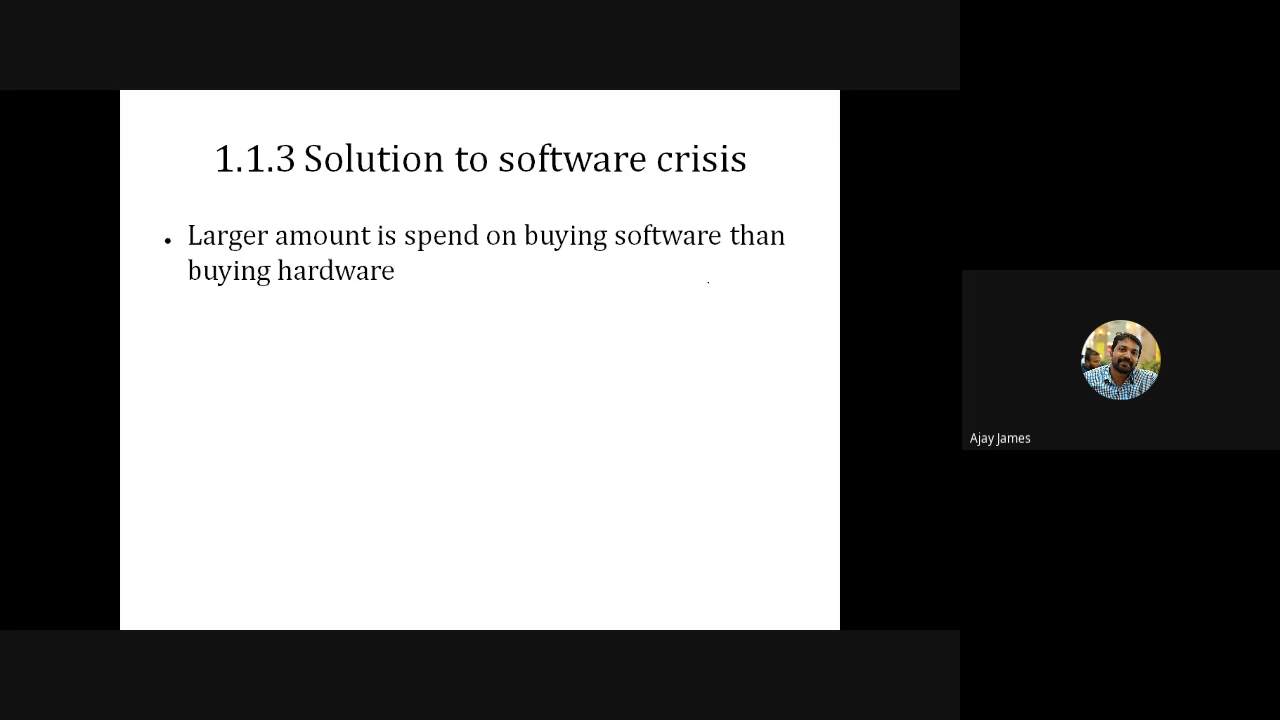 1.1.3 Solution to software crisis
• Larger amount is spend on buying software than
buying hardware
Ajay James